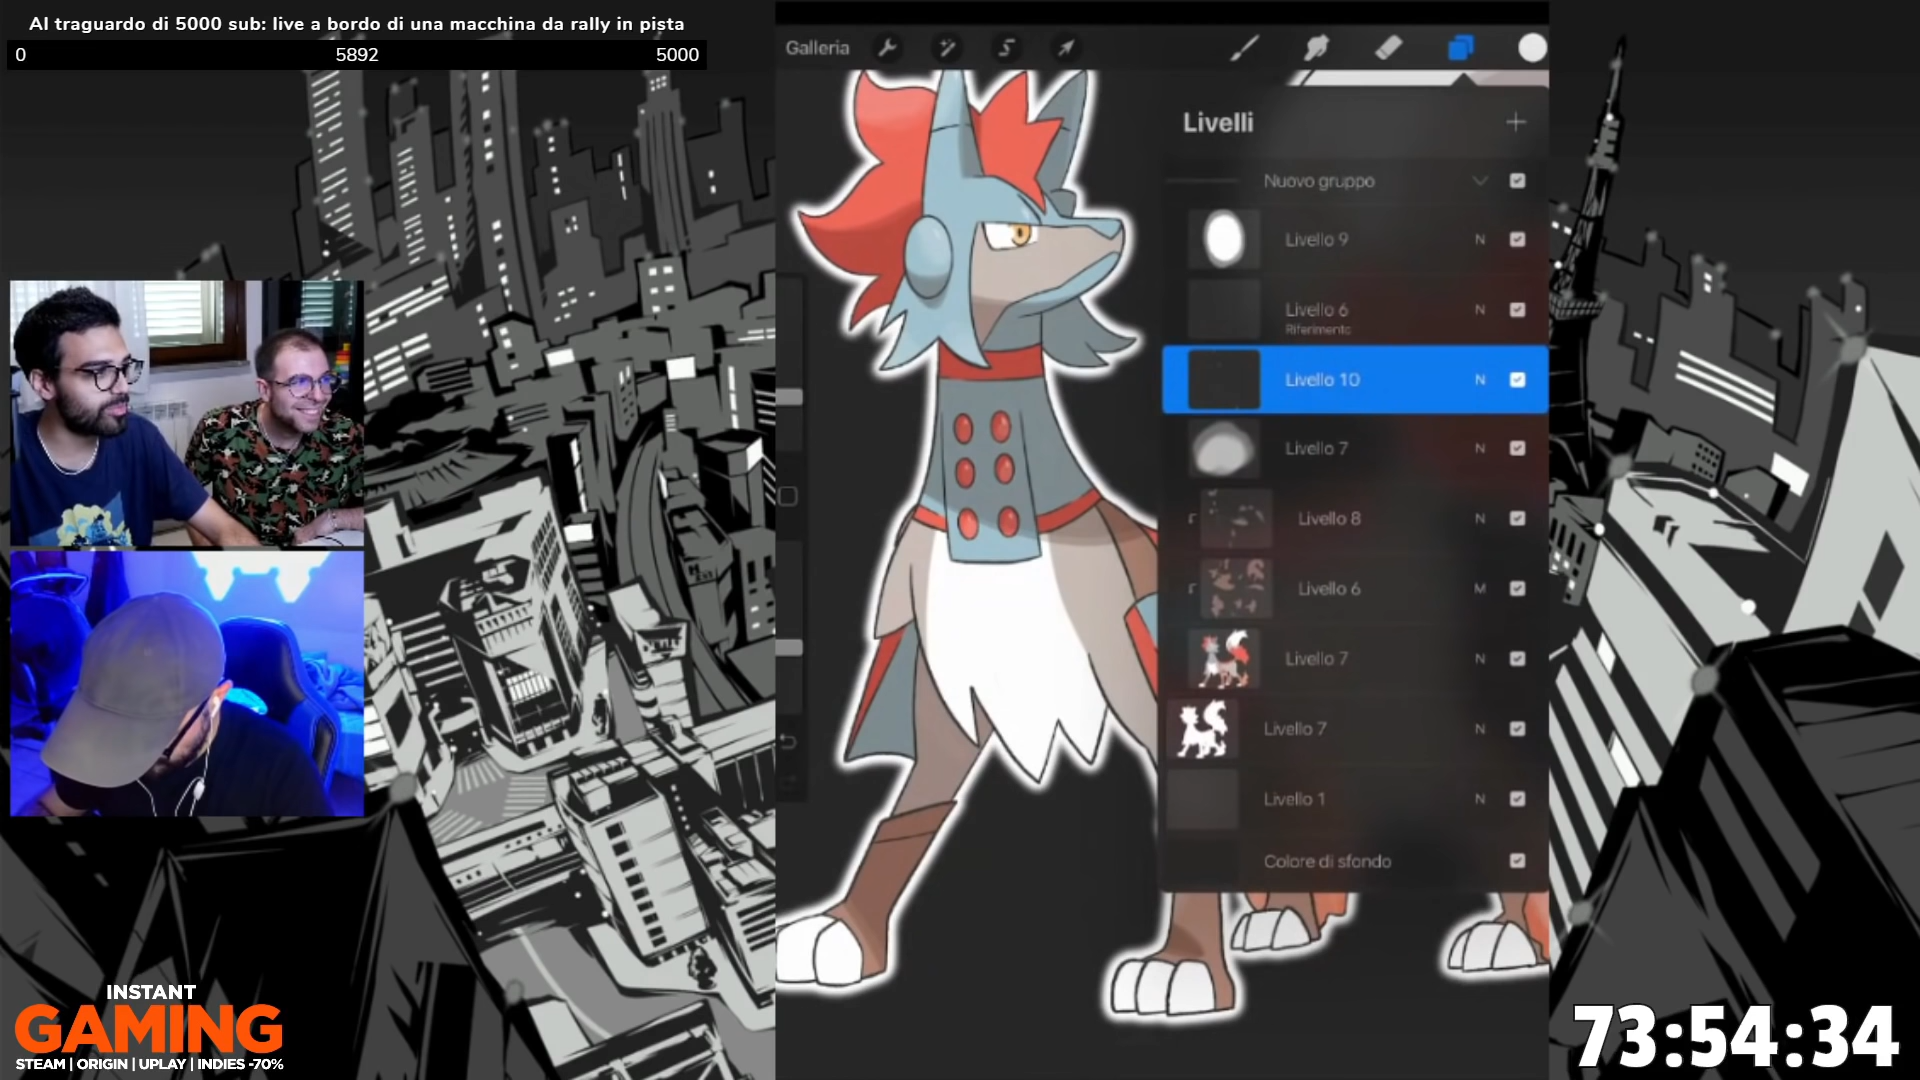 Al traguardo di 5000 sub: live a bordo di una macchina da rally in pista
0 5892 5000
Galleria
Livelli
Nuovo gruppo
Livello 9 N
Livello 6 N
Riferimento
Livello 10 N
Livello 7 N
Livello 8 N
Livello 6 M
Livello 7 N
Livello 7 N
Livello 1 N
Colore di sfondo
INSTANT
GAMING
STEAM | ORIGIN | UPLAY | INDIES -70%
73:54:34